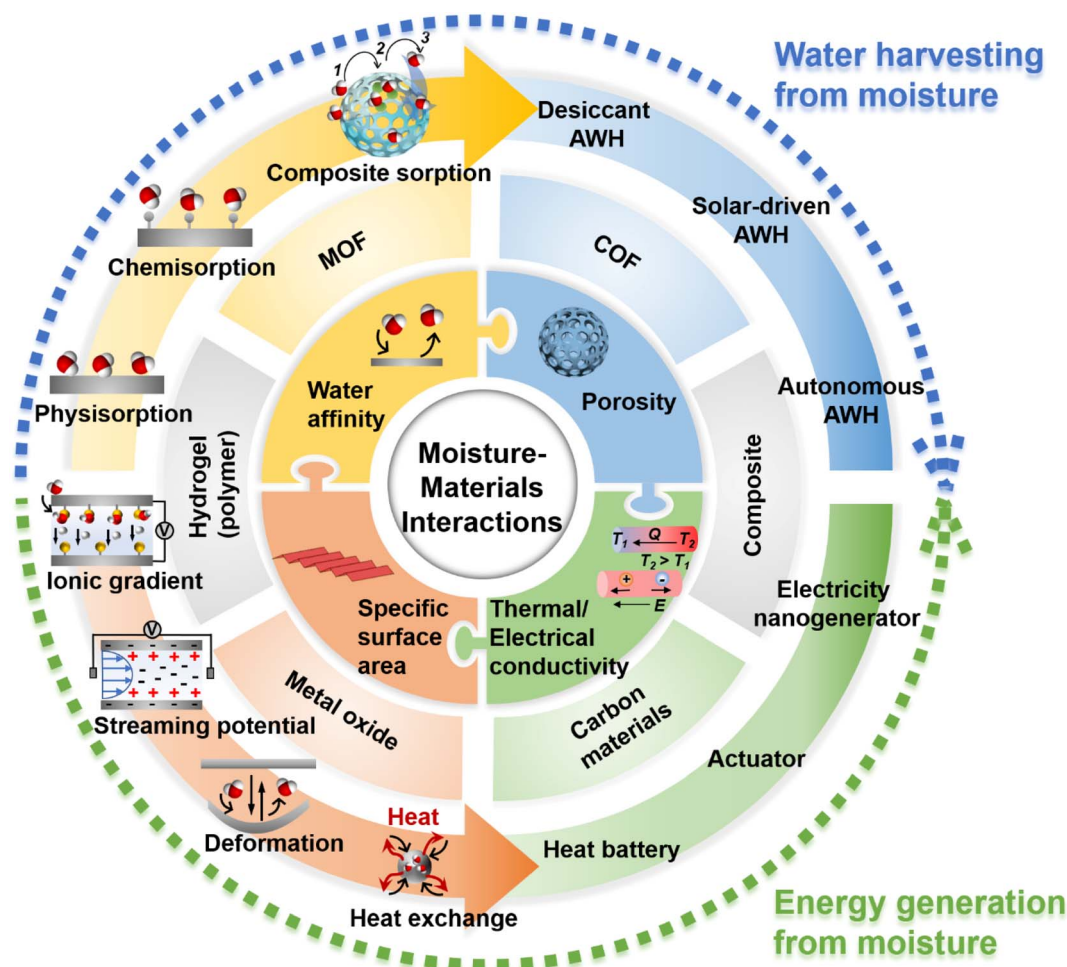 Water harvesting
from moisture
1
2
3
Composite sorption
Desiccant
AWH
Chemisorption
MOF
COF
Solar-driven
AWH
Physisorption
Water
affinity
Porosity
Autonomous
AWH
Hydrogel
(polymer)
Moisture-
Materials
Interactions
Composite
V
Ionic gradient
T1 Q T2
T2 > T1
+ -
E
Specific
surface
area
Thermal/
Electrical
conductivity
Electricity
nanogenerator
V
- - - - -
+ + + +
- - - -
- - -
+ + + +
- - - - -
Streaming potential
Metal oxide
Carbon
materials
Actuator
Deformation
Heat
Heat exchange
Heat battery
Energy generation
from moisture